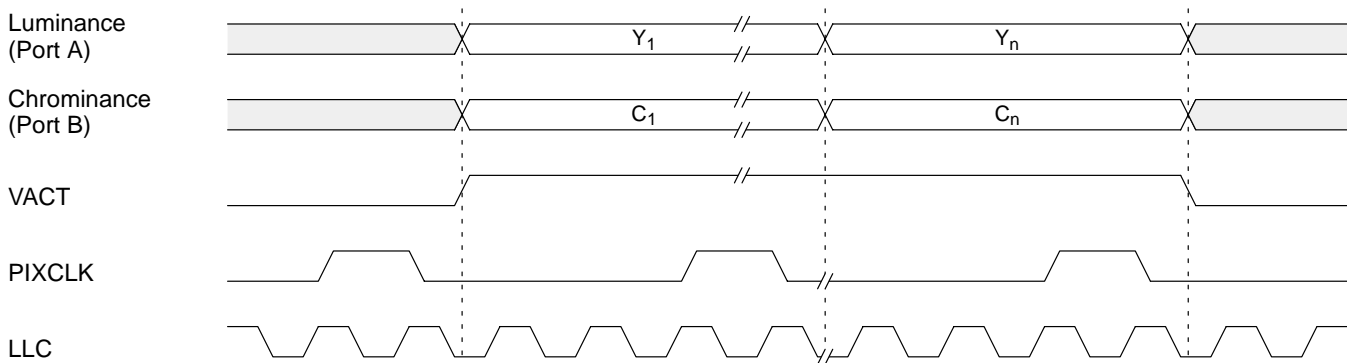 Luminance
(Port A)
Y1
Yn
Chrominance
(Port B)
C1
Cn
VACT
PIXCLK
LLC